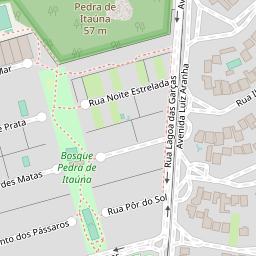 Pedra de
Itaúna
57 m
Mar
Rua Noite Estrelada
Prata
Bosque
Pedra de
Itaúna
des Matas
Rua Pôr do Sol
nto dos Pássaros
Rua Lagoa das Garças
Avenida Luiz Aranha